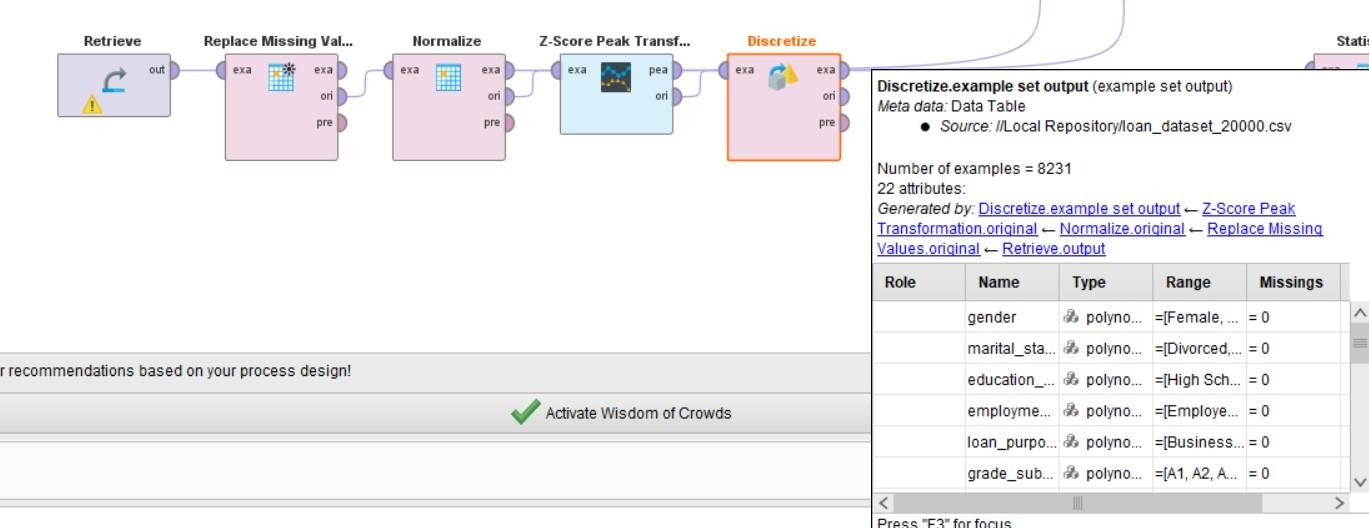 Retrieve
Replace Missing Val...
Normalize
Z-Score Peak Transf...
Discretize
Statis
out
exa
exa
ori
pre
exa
exa
ori
pre
exa
pea
ori
exa
exa
ori
pre
Discretize.example set output (example set output)
Meta data: Data Table
● Source: //Local Repository/loan_dataset_20000.csv
Number of examples = 8231
22 attributes:
Generated by: Discretize.example set output ← Z-Score Peak
Transformation.original ← Normalize.original ← Replace Missing
Values.original ← Retrieve.output
Role Name Type Range Missings
gender polyno... =[Female, ... = 0
marital_sta... polyno... =[Divorced,... = 0
education_... polyno... =[High Sch... = 0
employme... polyno... =[Employe... = 0
loan_purpo... polyno... =[Business... = 0
grade_sub... polyno... =[A1, A2, A... = 0
Press "F3" for focus
r recommendations based on your process design!
Activate Wisdom of Crowds